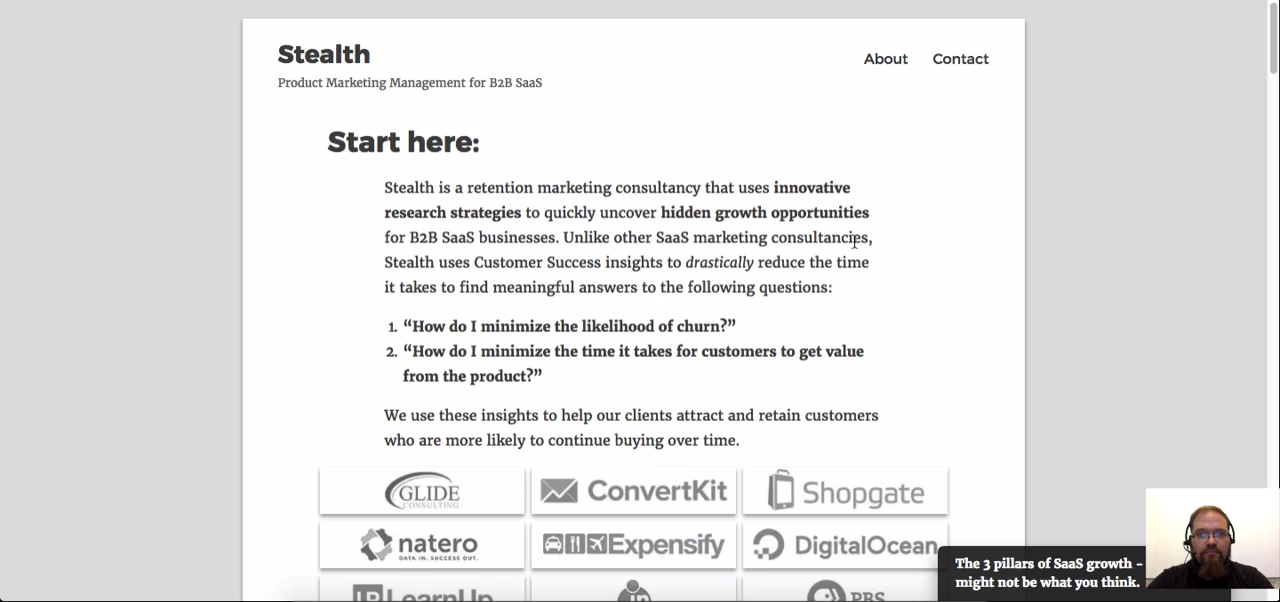 Stealth
About Contact
Product Marketing Management for B2B SaaS
Start here:
Stealth is a retention marketing consultancy that uses innovative
research strategies to quickly uncover hidden growth opportunities
for B2B SaaS businesses. Unlike other SaaS marketing consultancies,
Stealth uses Customer Success insights to drastically reduce the time
it takes to find meaningful answers to the following questions:
1. “How do I minimize the likelihood of churn?”
2. “How do I minimize the time it takes for customers to get value
from the product?”
We use these insights to help our clients attract and retain customers
who are more likely to continue buying over time.
GLIDE
CONSULTING
ConvertKit
Shopgate
natero
DATA IN. SUCCESS OUT.
Expensify
DigitalOcean
LearnUp
PBS
The 3 pillars of SaaS growth –
might not be what you think.